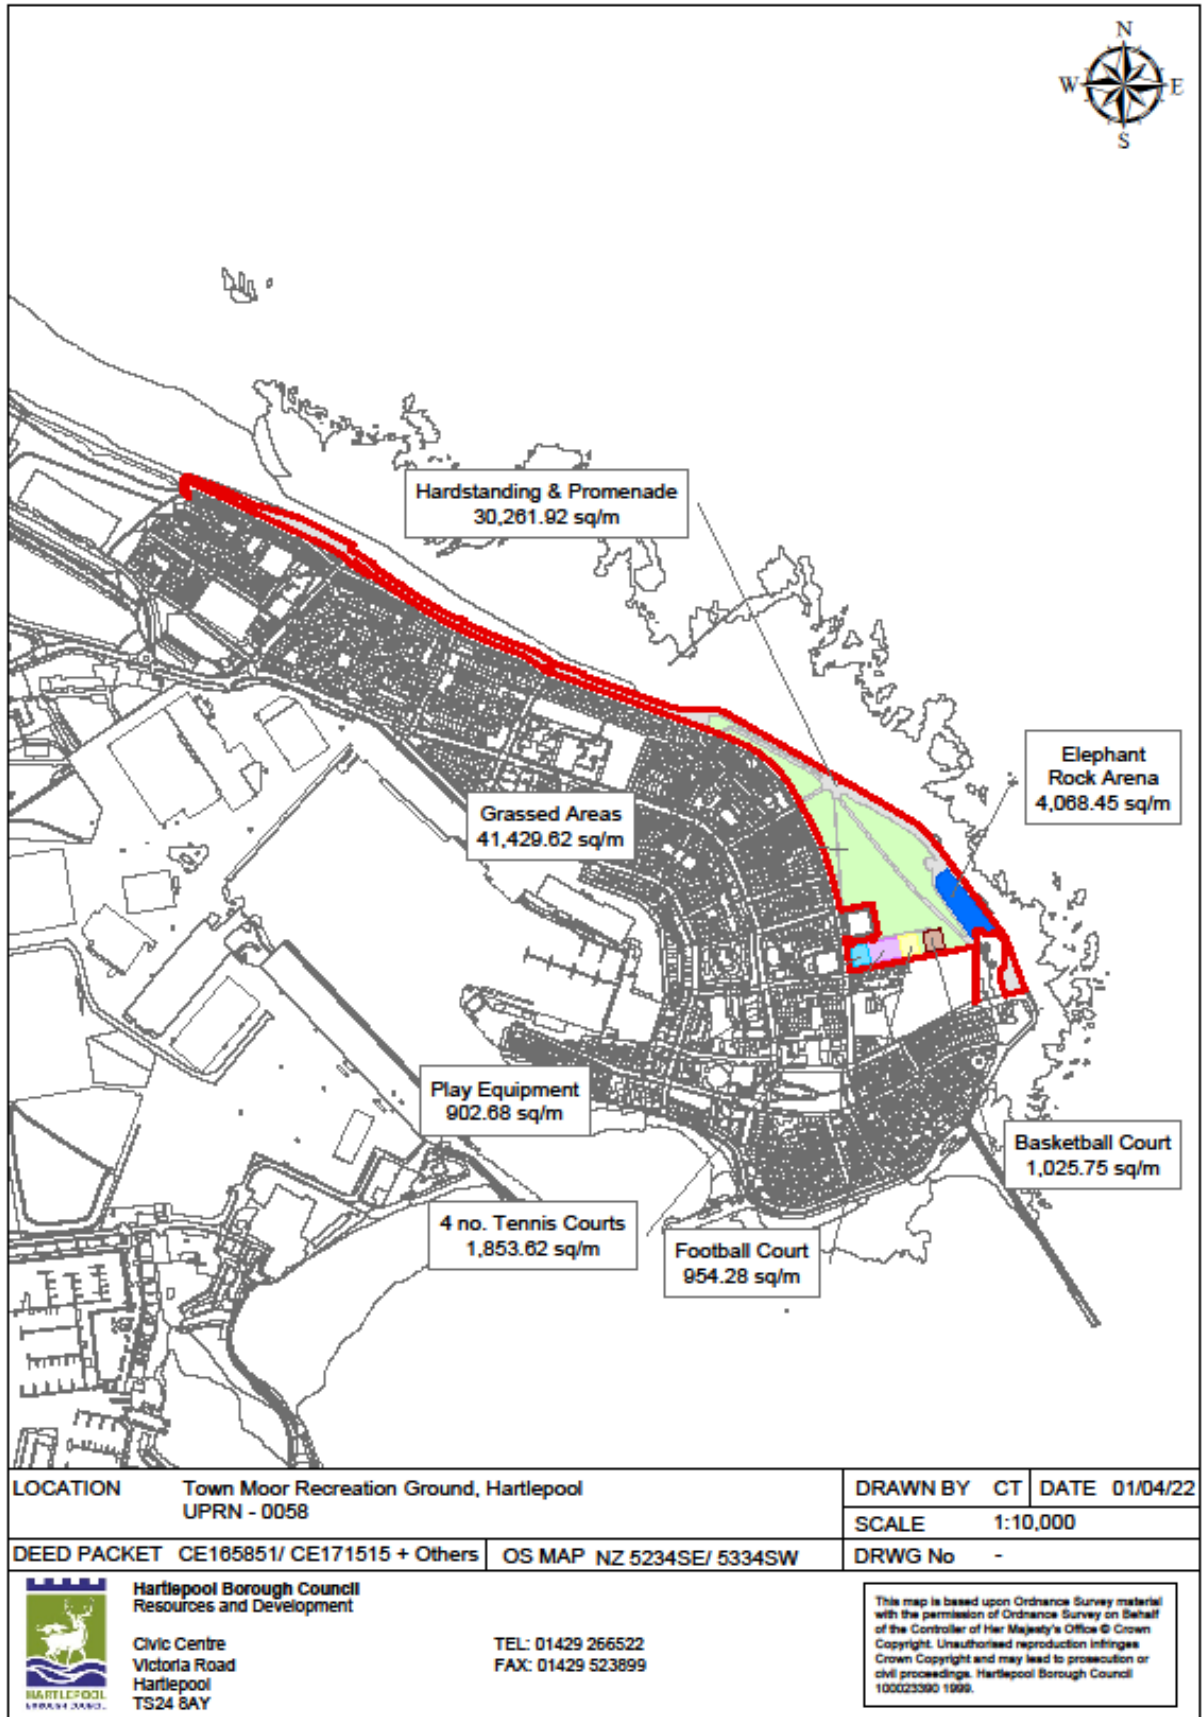 N
W E
S
Hardstanding & Promenade
30,261.92 sq/m
Elephant
Rock Arena
4,068.45 sq/m
Grassed Areas
41,429.62 sq/m
Play Equipment
902.68 sq/m
Basketball Court
1,025.75 sq/m
4 no. Tennis Courts
1,853.62 sq/m
Football Court
954.28 sq/m
LOCATION Town Moor Recreation Ground, Hartlepool
UPRN - 0058
DRAWN BY CT DATE 01/04/22
SCALE 1:10,000
DEED PACKET CE165851/ CE171515 + Others OS MAP NZ 5234SE/ 5334SW DRWG No -
Hartlepool Borough Council
Resources and Development
Civic Centre
Victoria Road
Hartlepool
TS24 8AY
TEL: 01429 266522
FAX: 01429 523899
HARTLEPOOL
BOROUGH COUNCIL
This map is based upon Ordnance Survey material
with the permission of Ordnance Survey on Behalf
of the Controller of Her Majesty's Office © Crown
Copyright. Unauthorised reproduction infringes
Crown Copyright and may lead to prosecution or
civil proceedings. Hartlepool Borough Council
100023390 1999.